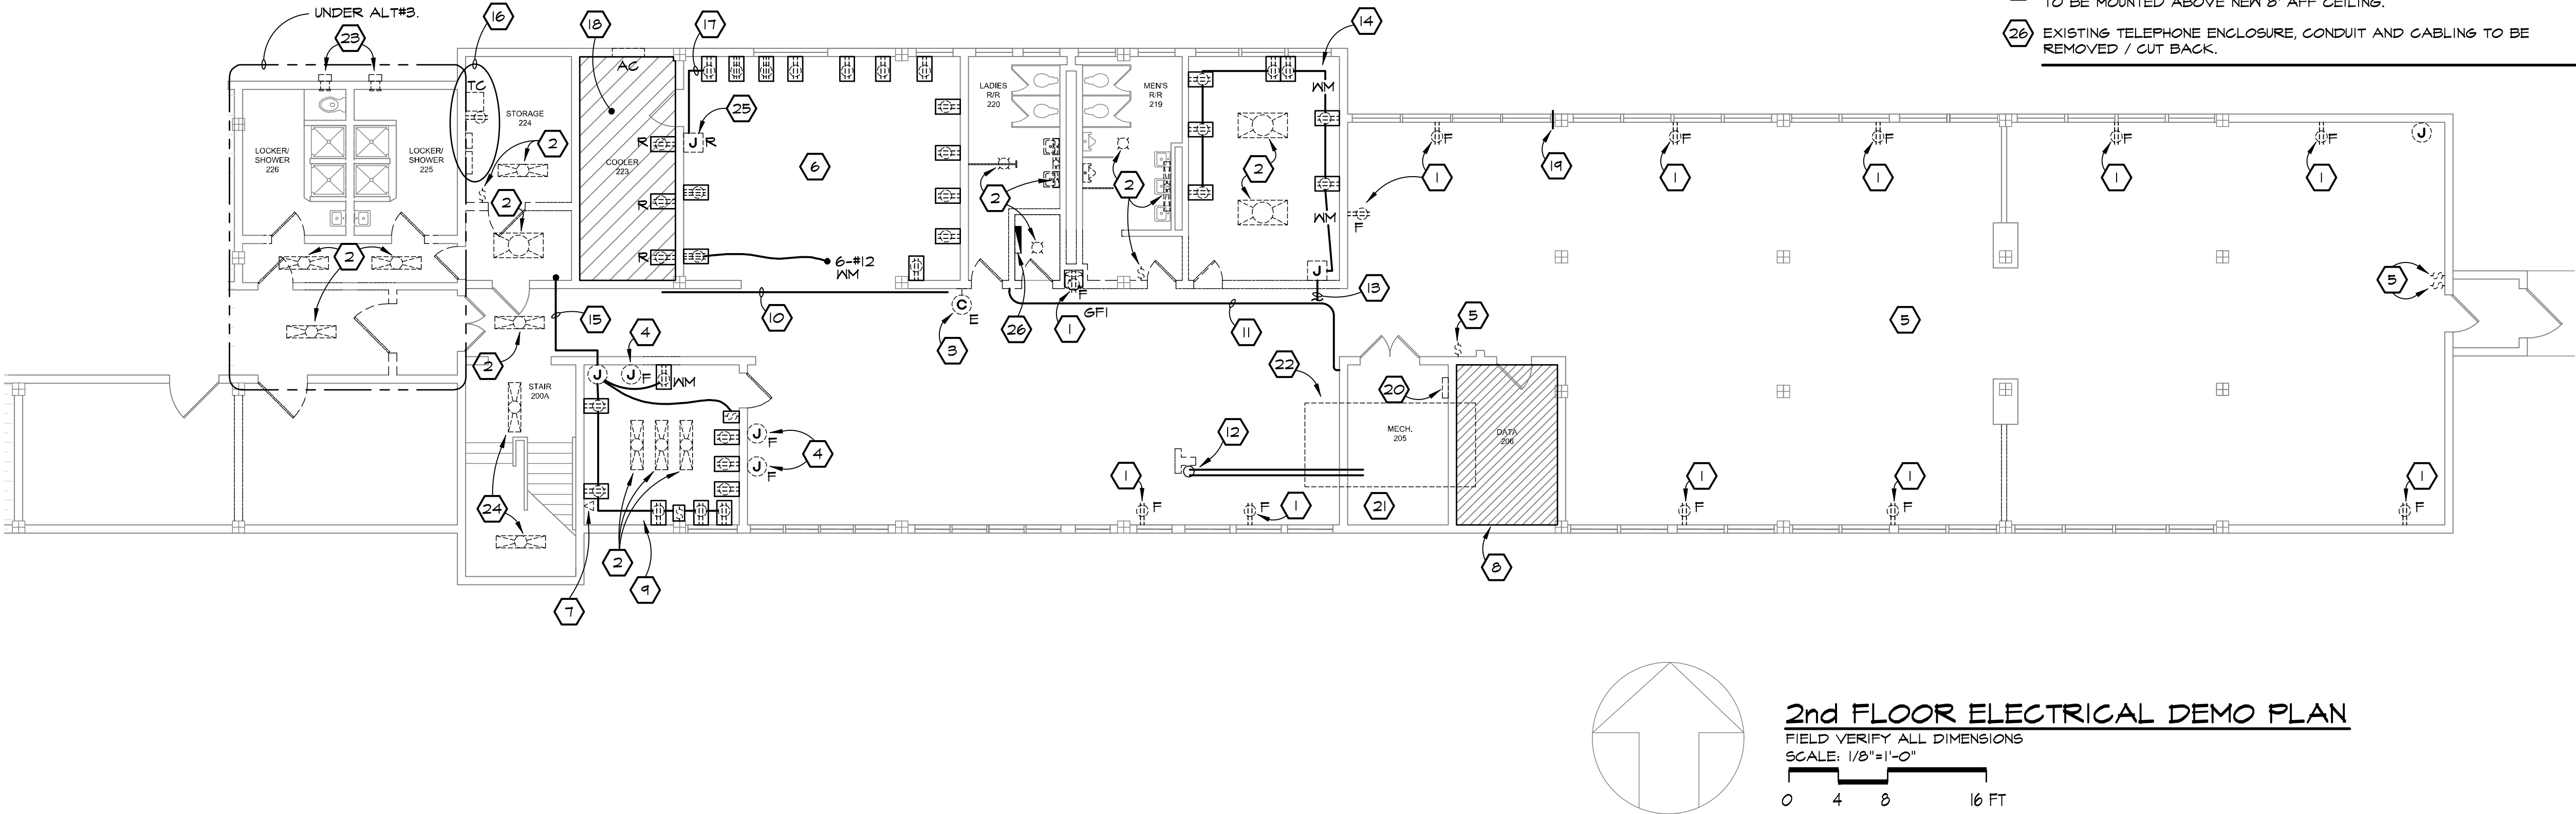 UNDER ALT#3.
TO BE MOUNTED ABOVE NEW 8' AFF CEILING.
26 EXISTING TELEPHONE ENCLOSURE, CONDUIT AND CABLING TO BE
REMOVED / CUT BACK.
16
18
17
14
23
AC
TC
WM
25
STORAGE
224
LADIES
R/R
220
MEN'S
R/R
219
J
F
F
F
F
F
2
R
J R
LOCKER/
SHOWER
226
LOCKER/
SHOWER
225
COOLER
223
6
2
19
1
1
1
1
1
1
2
R
2
2
WM
F
2
R
6-#12
WM
J
5
5
15
10
C
E
26
1
F
GFI
11
13
3
5
4
2
J
J F
WM
22
20
STAIR
200A
MECH.
205
DATA
206
J
F
4
J
F
12
1
F
1
F
21
1
F
1
F
1
F
24
2
9
7
8
2nd FLOOR ELECTRICAL DEMO PLAN
FIELD VERIFY ALL DIMENSIONS
SCALE: 1/8"=1'-0"
0 4 8 16 FT